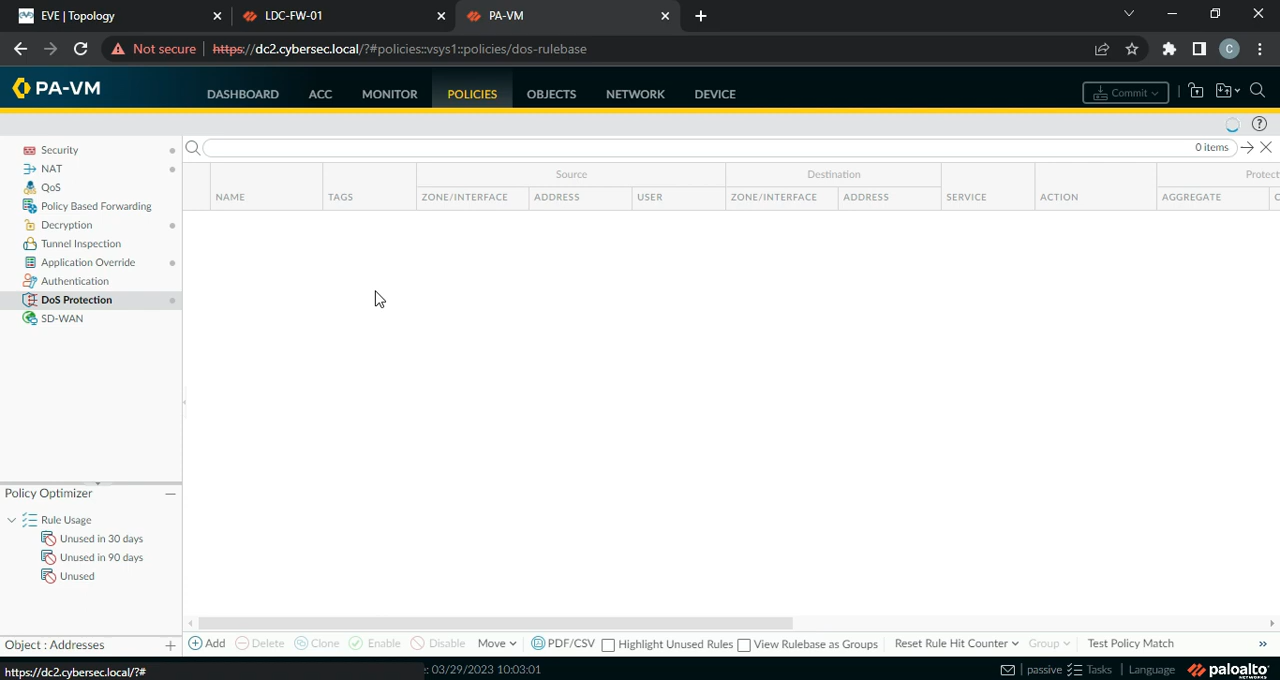 EVE | Topology
LDC-FW-01
PA-VM
Not secure
https://dc2.cybersec.local/?#policies::vsys1::policies/dos-rulebase
C
PA-VM
DASHBOARD
ACC
MONITOR
POLICIES
OBJECTS
NETWORK
DEVICE
Commit
?
Security
NAT
QoS
Policy Based Forwarding
Decryption
Tunnel Inspection
Application Override
Authentication
DoS Protection
SD-WAN
0 items
Source
Destination
Protect
NAME
TAGS
ZONE/INTERFACE
ADDRESS
USER
ZONE/INTERFACE
ADDRESS
SERVICE
ACTION
AGGREGATE
Policy Optimizer
Rule Usage
Unused in 30 days
Unused in 90 days
Unused
Object : Addresses
Add
Delete
Clone
Enable
Disable
Move
PDF/CSV
Highlight Unused Rules
View Rulebase as Groups
Reset Rule Hit Counter
Group
Test Policy Match
https://dc2.cybersec.local/?#
: 03/29/2023 10:03:01
passive
Tasks
Language
paloalto
NETWORKS